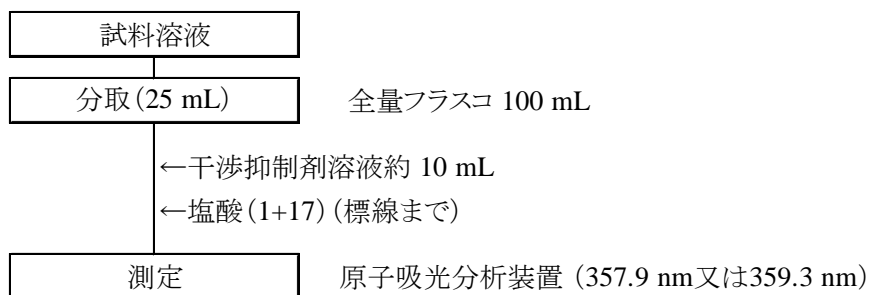 試料溶液
分取(25 mL) 全量フラスコ 100 mL
←干渉抑制剤溶液約 10 mL
←塩酸(1+17)(標線まで)
測定 原子吸光分析装置 (357.9 nm又は359.3 nm)